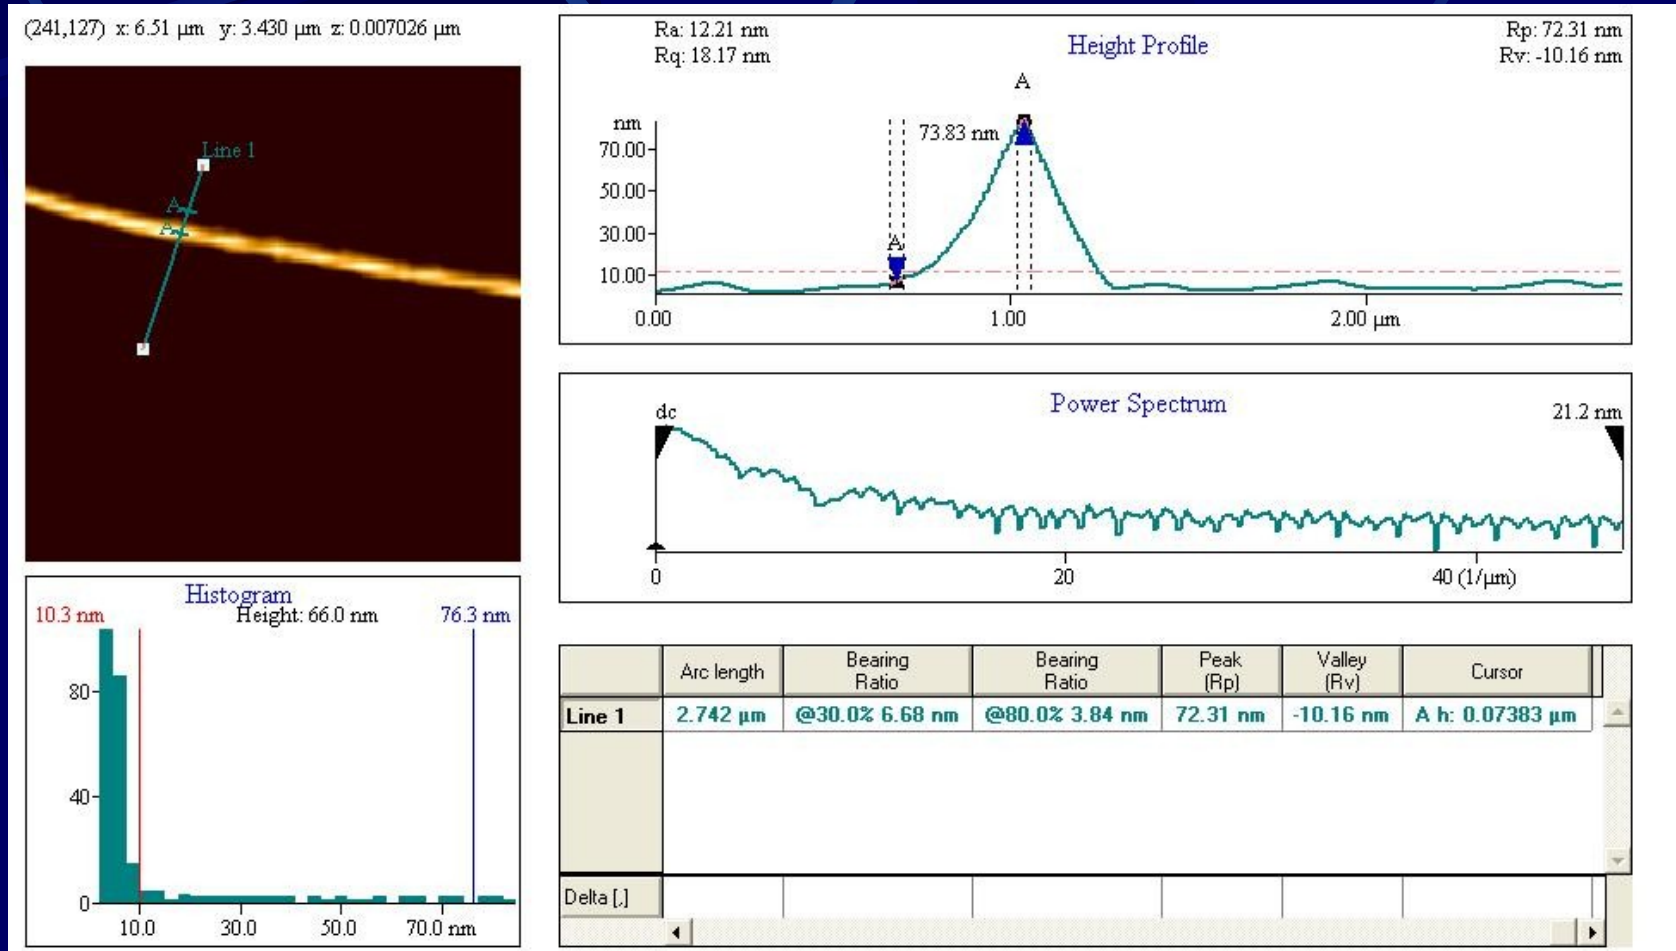 (241,127) x: 6.51 µm y: 3.430 µm z: 0.007026 µm
Line 1
A
A
Ra: 12.21 nm
Rq: 18.17 nm
Height Profile
Rp: 72.31 nm
Rv: -10.16 nm
A
nm
73.83 nm
70.00
50.00
30.00
A
10.00
0.00 1.00 2.00 µm
Power Spectrum
dc
21.2 nm
0 20 40 (1/µm)
Histogram
10.3 nm Height: 66.0 nm 76.3 nm
80
40
0
10.0 30.0 50.0 70.0 nm
Arc length Bearing Ratio Bearing Ratio Peak (Rp) Valley (Rv) Cursor
Line 1 2.742 µm @30.0% 6.68 nm @80.0% 3.84 nm 72.31 nm -10.16 nm A h: 0.07383 µm
Delta [,]